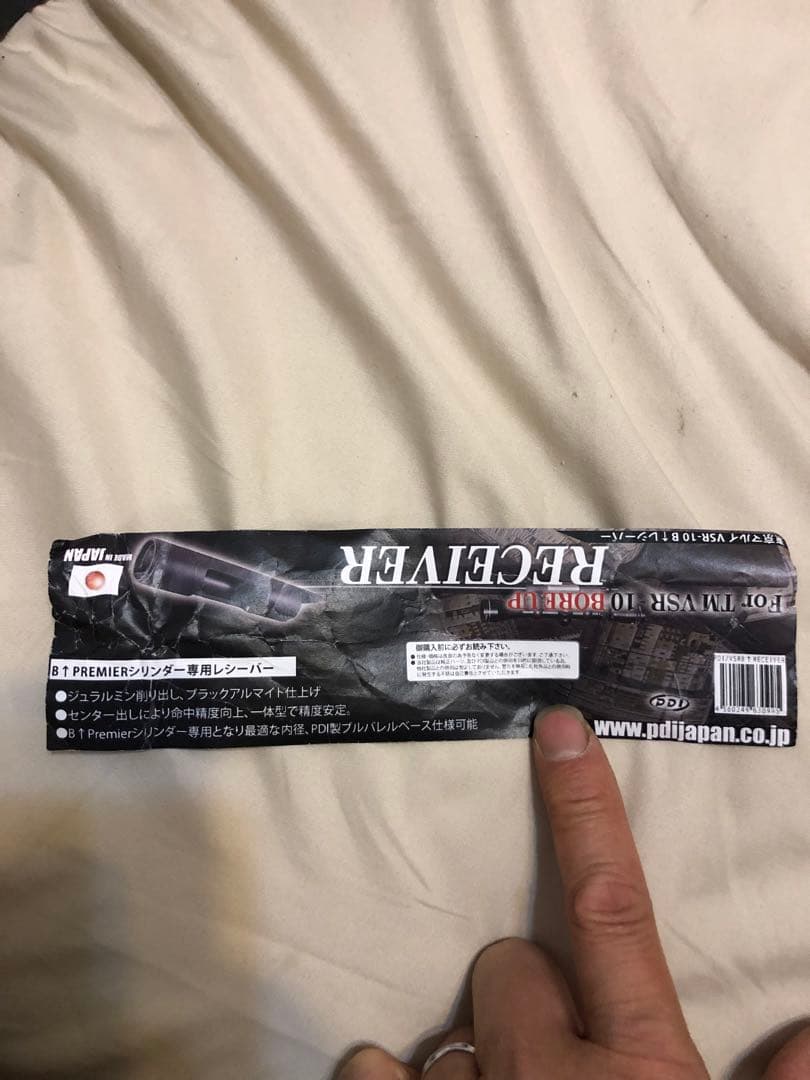 東京マルイ VSR-10 B↑レシーバー
RECEIVER
For TM VSR-10 BORE UP
MADE IN
JAPAN
B↑PREMIERシリンダー専用レシーバー
●ジュラルミン削り出し、ブラックアルマイト仕上げ
●センター出しにより命中精度向上、一体型で精度安定。
●B↑Premierシリンダー専用となり最適な内径、PDI製ブルバレルベース仕様可能
御購入前に必ずお読み下さい。
PDI
PDI/VSRB↑RECEIVER
www.pdijapan.co.jp